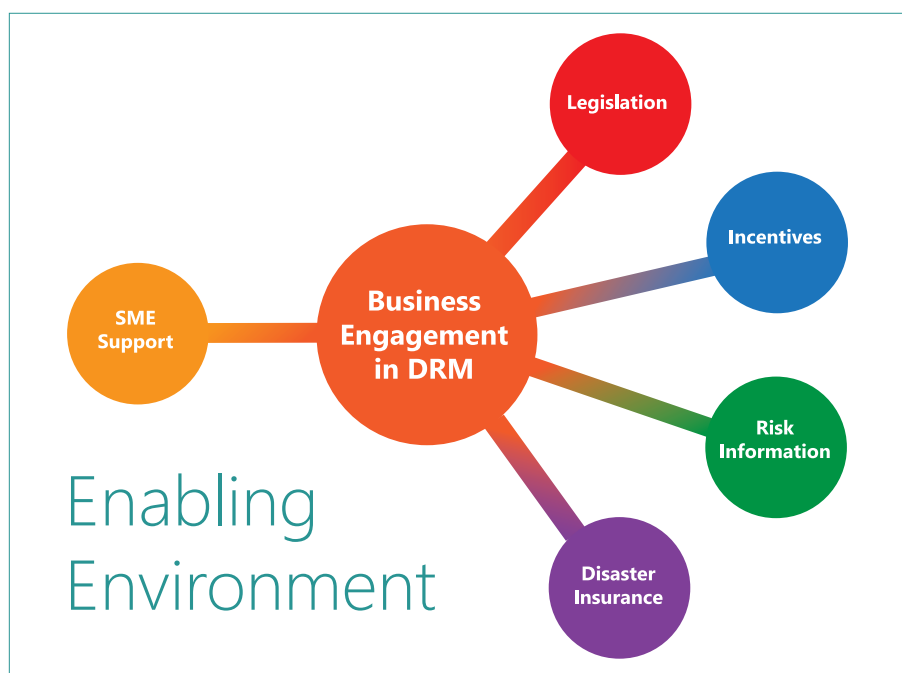 Legislation
Incentives
Business
Engagement
in DRM
SME
Support
Risk
Information
Enabling
Environment
Disaster
Insurance